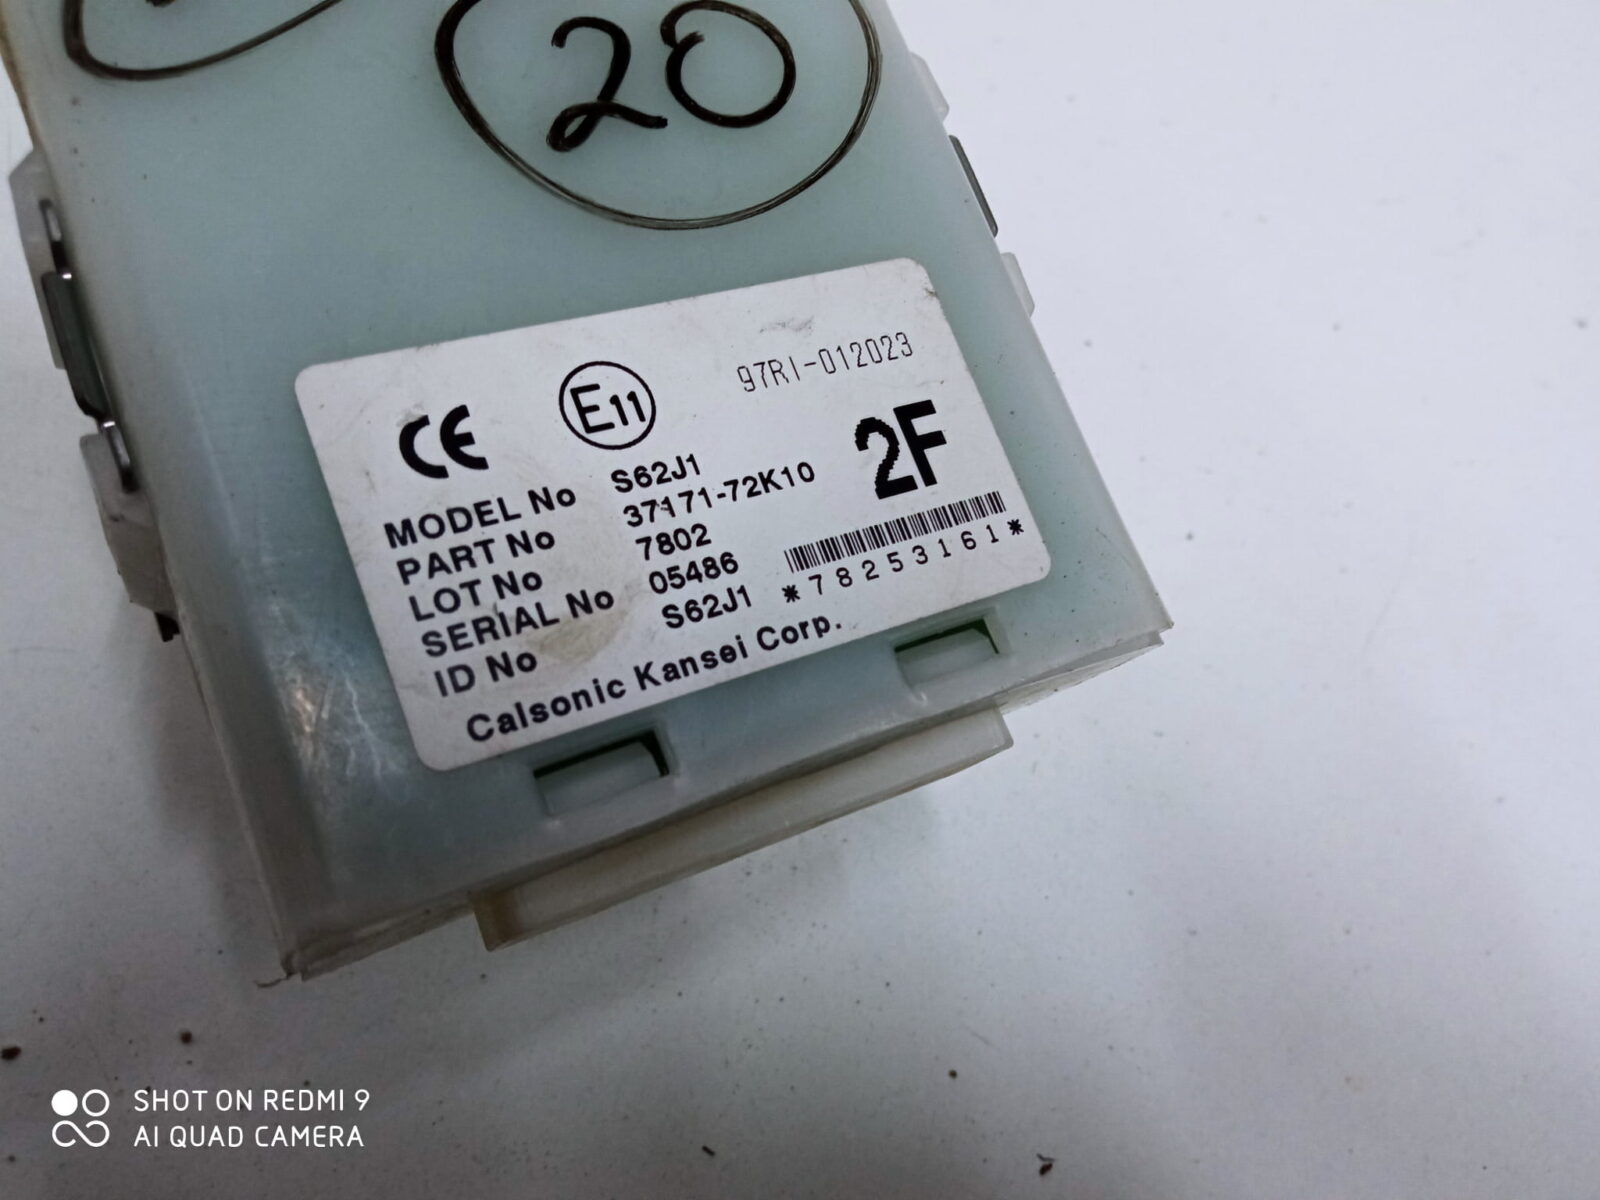 20
CE E11 97RI-012023
MODEL No S62J1
PART No 37171-72K10 2F
LOT No 7802
SERIAL No 05486
ID No S62J1 *78253161*
Calsonic Kansei Corp.
SHOT ON REDMI 9
AI QUAD CAMERA